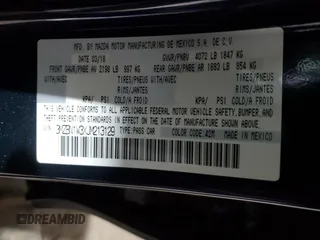 MFD. BY MAZDA MOTOR MANUFACTURING DE MEXICO S.A. DE C.V.
DATE: 03/18 GVWR/PNBV 4072 LB 1847 KG
FRONT GAWR/PNBE AV 2198 LB 997 KG REAR GAWR/PNBE AR 1883 LB 854 KG
TIRES/PNEUS TIRES/PNEUS
WITH/AVEC WITH/AVEC
RIMS/JANTES RIMS/JANTES
KPA/ PSI COLD/A FROID KPA/ PSI COLD/A FROID
THIS VEHICLE CONFORMS TO ALL APPLICABLE
FEDERAL MOTOR VEHICLE SAFETY, BUMPER, AND
THEFT PREVENTION STANDARDS IN EFFECT ON THE
DATE OF MANUFACTURE SHOWN ABOVE.
TYPE: PASS CAR
COLOR CODE: 42M MADE IN MEXICO
DREAMBID